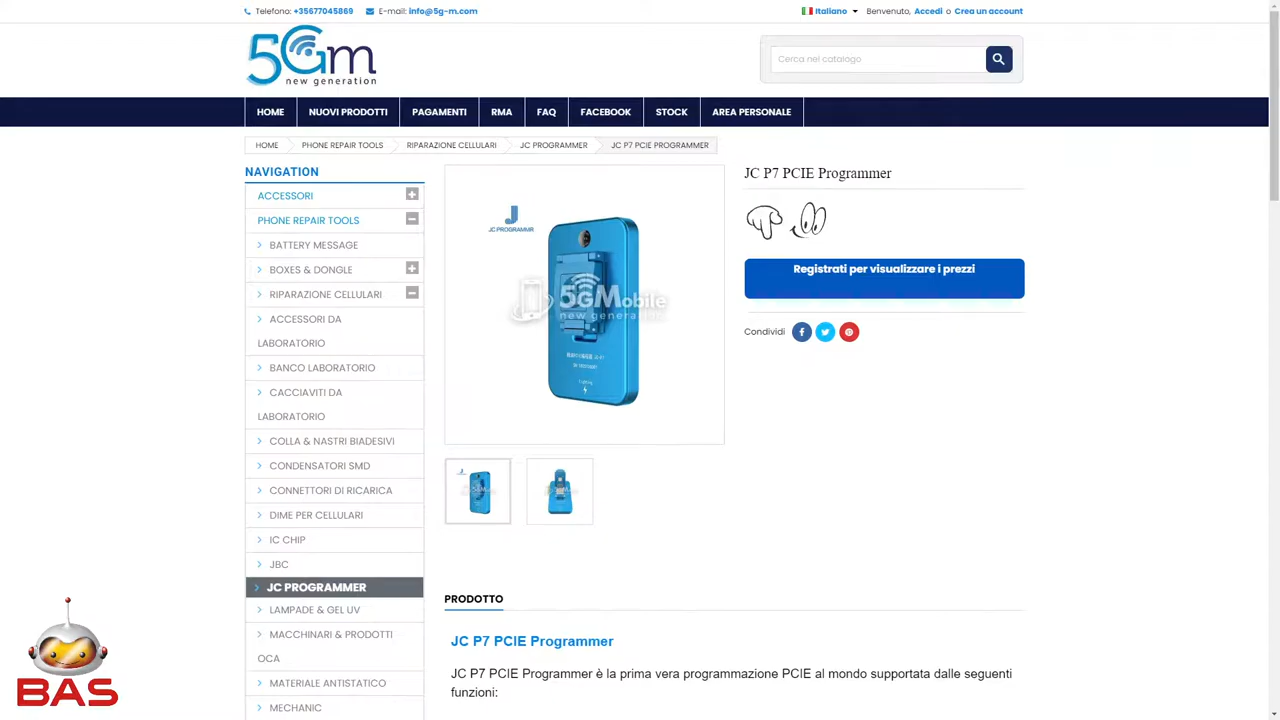 Telefono: +35677045869 E-mail: info@5g-m.com
Italiano Benvenuto, Accedi o Crea un account
5Gm
new generation
Cerca nel catalogo
HOME NUOVI PRODOTTI PAGAMENTI RMA FAQ FACEBOOK STOCK AREA PERSONALE
HOME PHONE REPAIR TOOLS RIPARAZIONE CELLULARI JC PROGRAMMER JC P7 PCIE PROGRAMMER
NAVIGATION
ACCESSORI
PHONE REPAIR TOOLS
BATTERY MESSAGE
BOXES & DONGLE
RIPARAZIONE CELLULARI
ACCESSORI DA
LABORATORIO
BANCO LABORATORIO
CACCIAVITI DA
LABORATORIO
COLLA & NASTRI BIADESIVI
CONDENSATORI SMD
CONNETTORI DI RICARICA
DIME PER CELLULARI
IC CHIP
JBC
JC PROGRAMMER
LAMPADE & GEL UV
MACCHINARI & PRODOTTI
OCA
MATERIALE ANTISTATICO
MECHANIC
J
JC PROGRAMMIR
5GMobile
new generation
JC P7 PCIE Programmer
Registrati per visualizzare i prezzi
Condividi
PRODOTTO
JC P7 PCIE Programmer
JC P7 PCIE Programmer è la prima vera programmazione PCIE al mondo supportata dalle seguenti
funzioni:
BAS